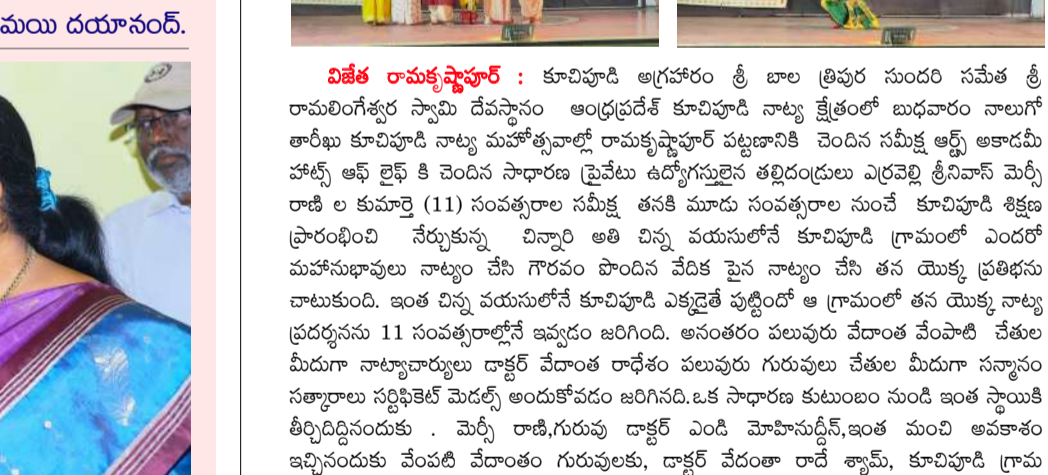 మయి దయానంద్.
విజేత రామకృష్ణాపూర్ : కూచిపూడి అగ్రహారం శ్రీ బాల త్రిపుర సుందరి సమేత శ్రీ
రామలింగేశ్వర స్వామి దేవస్థానం ఆంధ్రప్రదేశ్ కూచిపూడి నాట్య క్షేత్రంలో బుధవారం నాలుగో
తారీఖు కూచిపూడి నాట్య మహోత్సవాల్లో రామకృష్ణాపూర్ పట్టణానికి చెందిన సమీక్ష ఆర్ట్స్ అకాడమీ
హాట్స్ ఆఫ్ లైఫ్ కి చెందిన సాధారణ ప్రైవేటు ఉద్యోగస్తులైన తల్లిదండ్రులు ఎర్రవెల్లి శ్రీనివాస్ మెర్సీ
రాణి ల కుమార్తె (11) సంవత్సరాల సమీక్ష తనకి మూడు సంవత్సరాల నుంచే కూచిపూడి శిక్షణ
ప్రారంభించి నేర్చుకున్న చిన్నారి అతి చిన్న వయసులోనే కూచిపూడి గ్రామంలో ఎందరో
మహానుభావులు నాట్యం చేసి గౌరవం పొందిన వేదిక పైన నాట్యం చేసి తన యొక్క ప్రతిభను
చాటుకుంది. ఇంత చిన్న వయసులోనే కూచిపూడి ఎక్కడైతే పుట్టిందో ఆ గ్రామంలో తన యొక్క నాట్య
ప్రదర్శనను 11 సంవత్సరాల్లోనే ఇవ్వడం జరిగింది. అనంతరం పలువురు వేదాంత వేంపాటి చేతుల
మీదుగా నాట్యాచార్యులు డాక్టర్ వేదాంత రాధేశం పలువురు గురువులు చేతుల మీదుగా సన్మానం
సత్కారాలు సర్టిఫికెట్ మెడల్స్ అందుకోవడం జరిగినది.ఒక సాధారణ కుటుంబం నుండి ఇంత స్థాయికి
తీర్చిదిద్దినందుకు . మెర్సీ రాణి,గురువు డాక్టర్ ఎండి మోహినుద్దీన్,ఇంత మంచి అవకాశం
ఇచ్చినందుకు వేంపటి వేదాంతం గురువులకు, డాక్టర్ వేదంతా రాదే శ్యామ్, కూచిపూడి గ్రామ